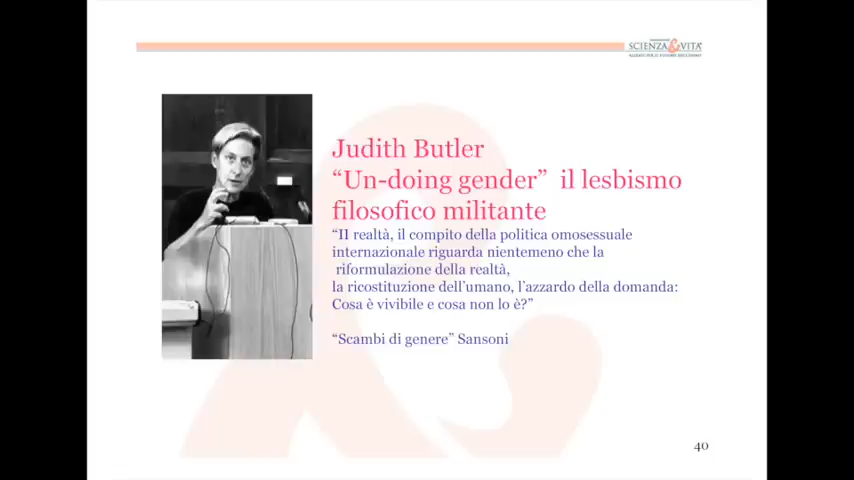 SCIENZA&VITA
Judith Butler
“Un-doing gender” il lesbismo
filosofico militante
“II realtà, il compito della politica omosessuale
internazionale riguarda nientemeno che la
riformulazione della realtà,
la ricostituzione dell’umano, l’azzardo della domanda:
Cosa è vivibile e cosa non lo è?”
“Scambi di genere” Sansoni
40